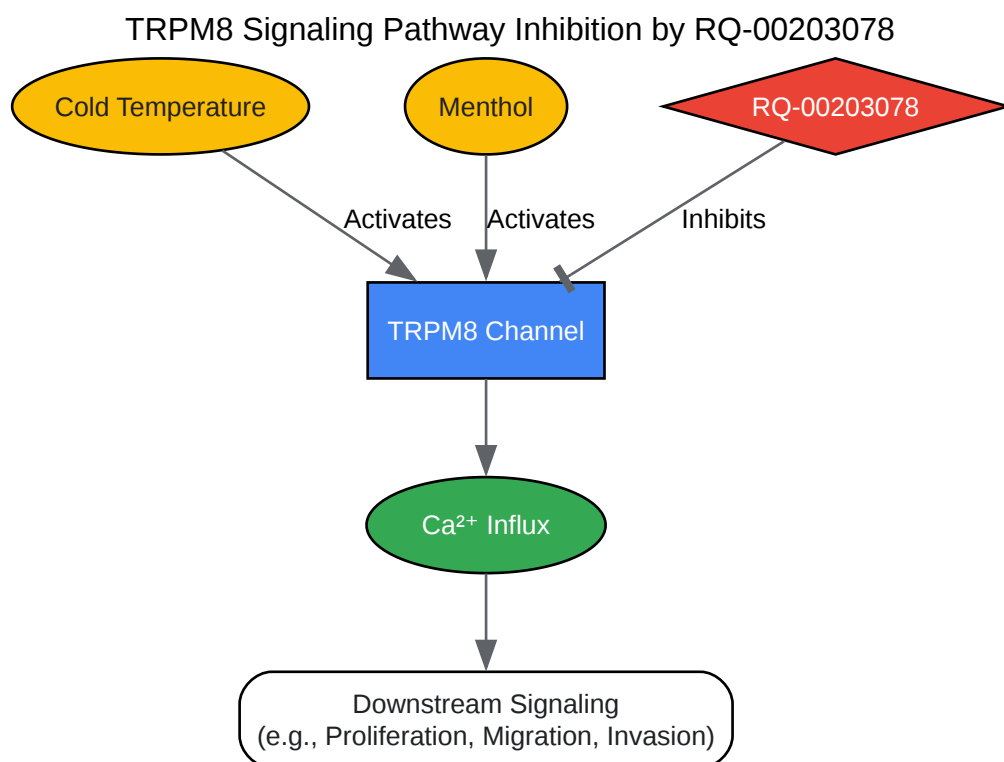 TRPM8 Signaling Pathway Inhibition by RQ-00203078
Cold Temperature
Menthol
RQ-00203078
Activates
Activates
Inhibits
TRPM8 Channel
Ca²⁺ Influx
Downstream Signaling
(e.g., Proliferation, Migration, Invasion)